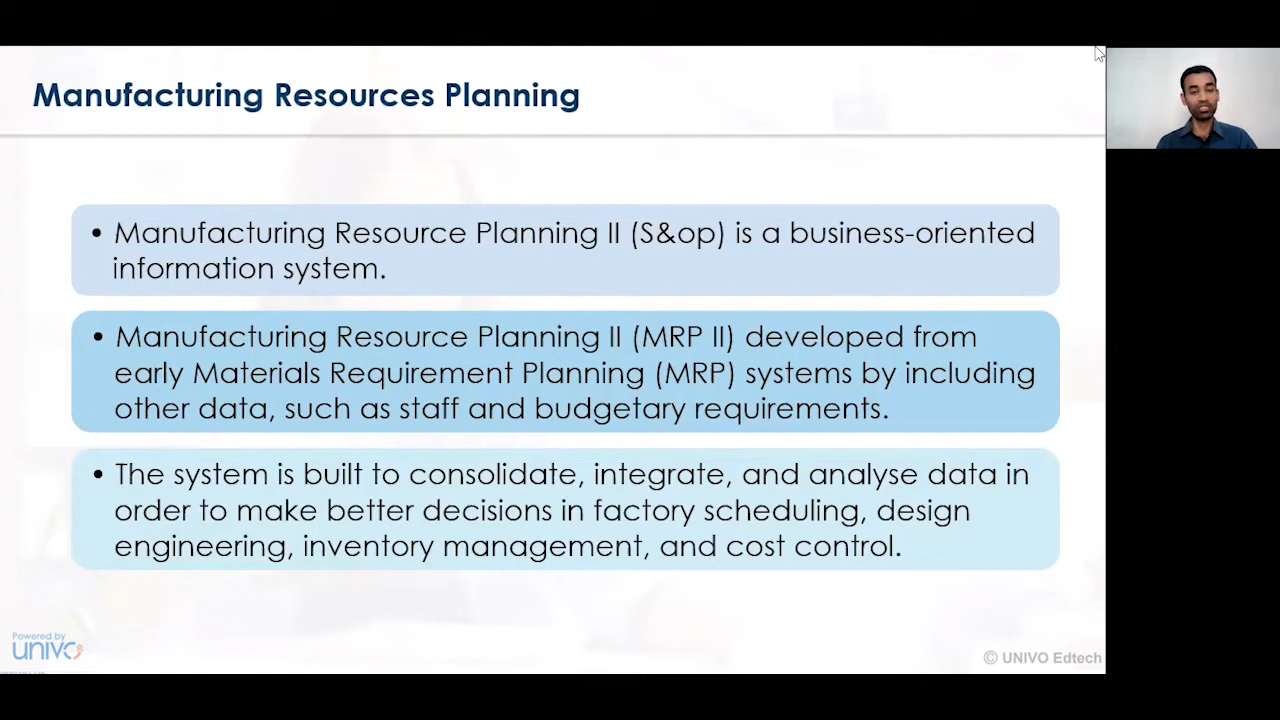 Manufacturing Resources Planning
• Manufacturing Resource Planning II (S&op) is a business-oriented
information system.
• Manufacturing Resource Planning II (MRP II) developed from
early Materials Requirement Planning (MRP) systems by including
other data, such as staff and budgetary requirements.
• The system is built to consolidate, integrate, and analyse data in
order to make better decisions in factory scheduling, design
engineering, inventory management, and cost control.
Powered by
UNIVO
© UNIVO Edtech